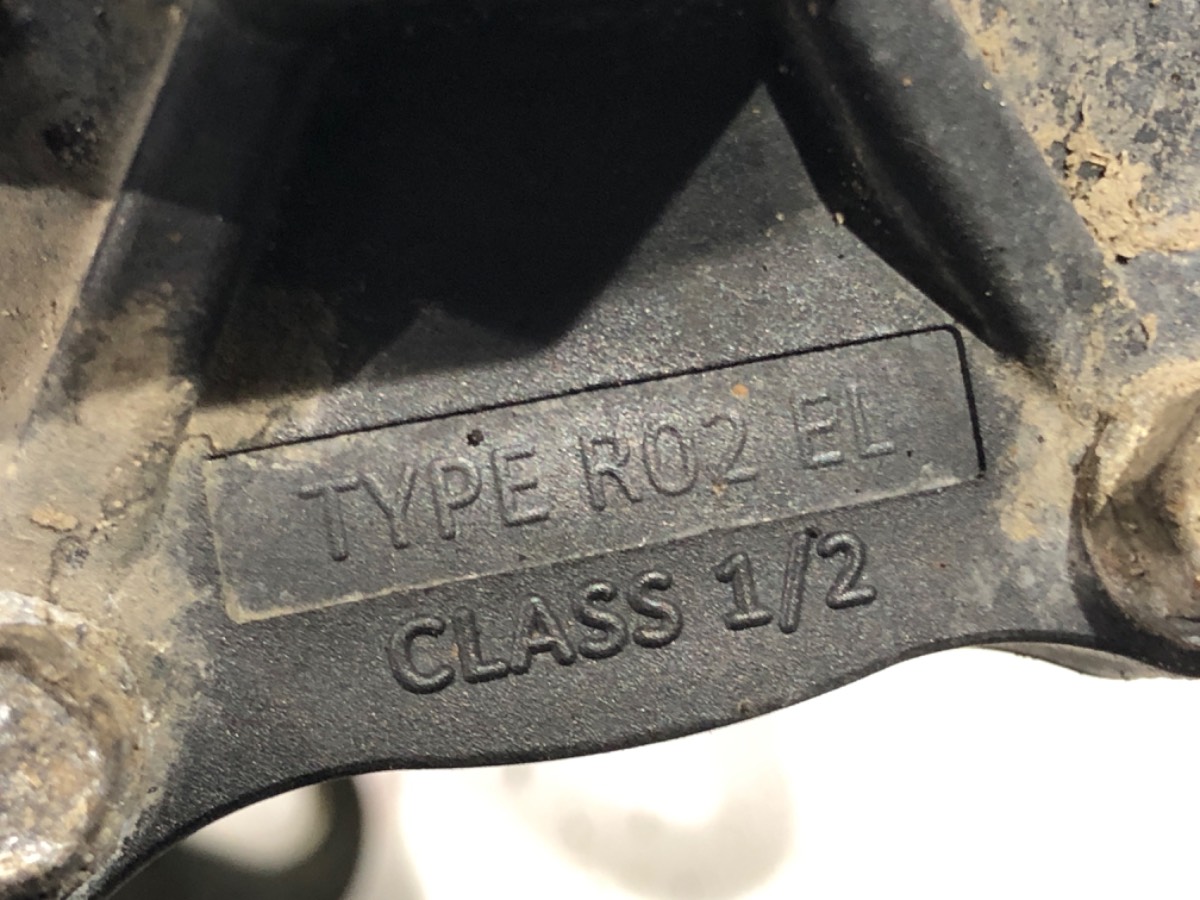 TYPE R02 EL
CLASS 1/2